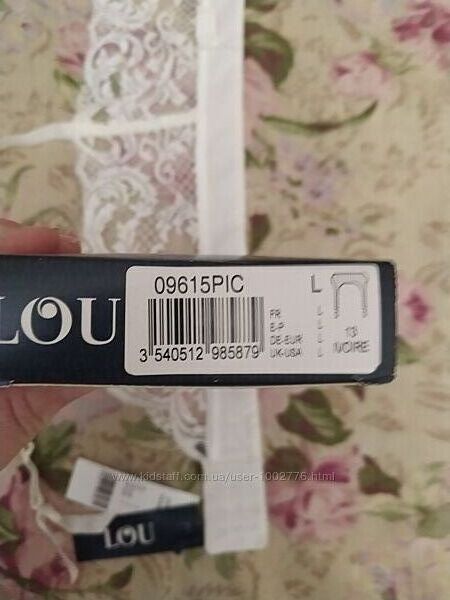 09615PIC
L
LOU
FR L
E-P L
DE-EUR L
UK-USA L
13
IVOIRE
3 540512 985879
www.kidstaff.com.ua/user-1002776.html
LOU